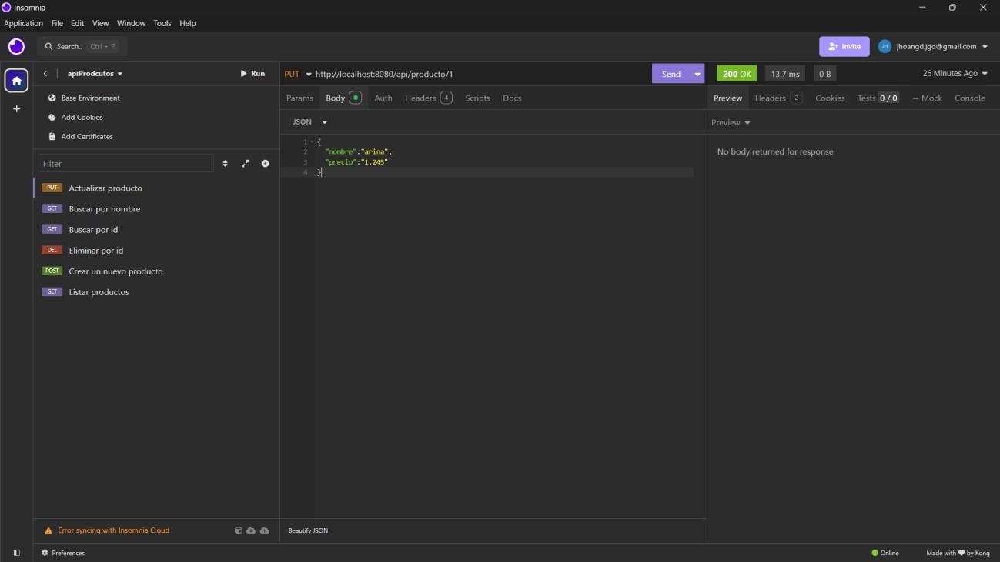 Insomnia
Application File Edit View Window Tools Help
Search.. Ctrl + P
Invite
JH jhoangd.jgd@gmail.com
apiProdcutos
Run
Base Environment
Add Cookies
Add Certificates
Filter
PUT Actualizar producto
GET Buscar por nombre
GET Buscar por id
DEL Eliminar por id
POST Crear un nuevo producto
GET Listar productos
Error syncing with Insomnia Cloud
PUT http://localhost:8080/api/producto/1
Send
Params Body Auth Headers 4 Scripts Docs
JSON
1 {
2 "nombre":"arina",
3 "precio":"1.245"
4 }
Beautify JSON
200 OK 13.7 ms 0 B 26 Minutes Ago
Preview Headers 2 Cookies Tests 0 / 0 → Mock Console
Preview
No body returned for response
Preferences
Online
Made with ♥ by Kong